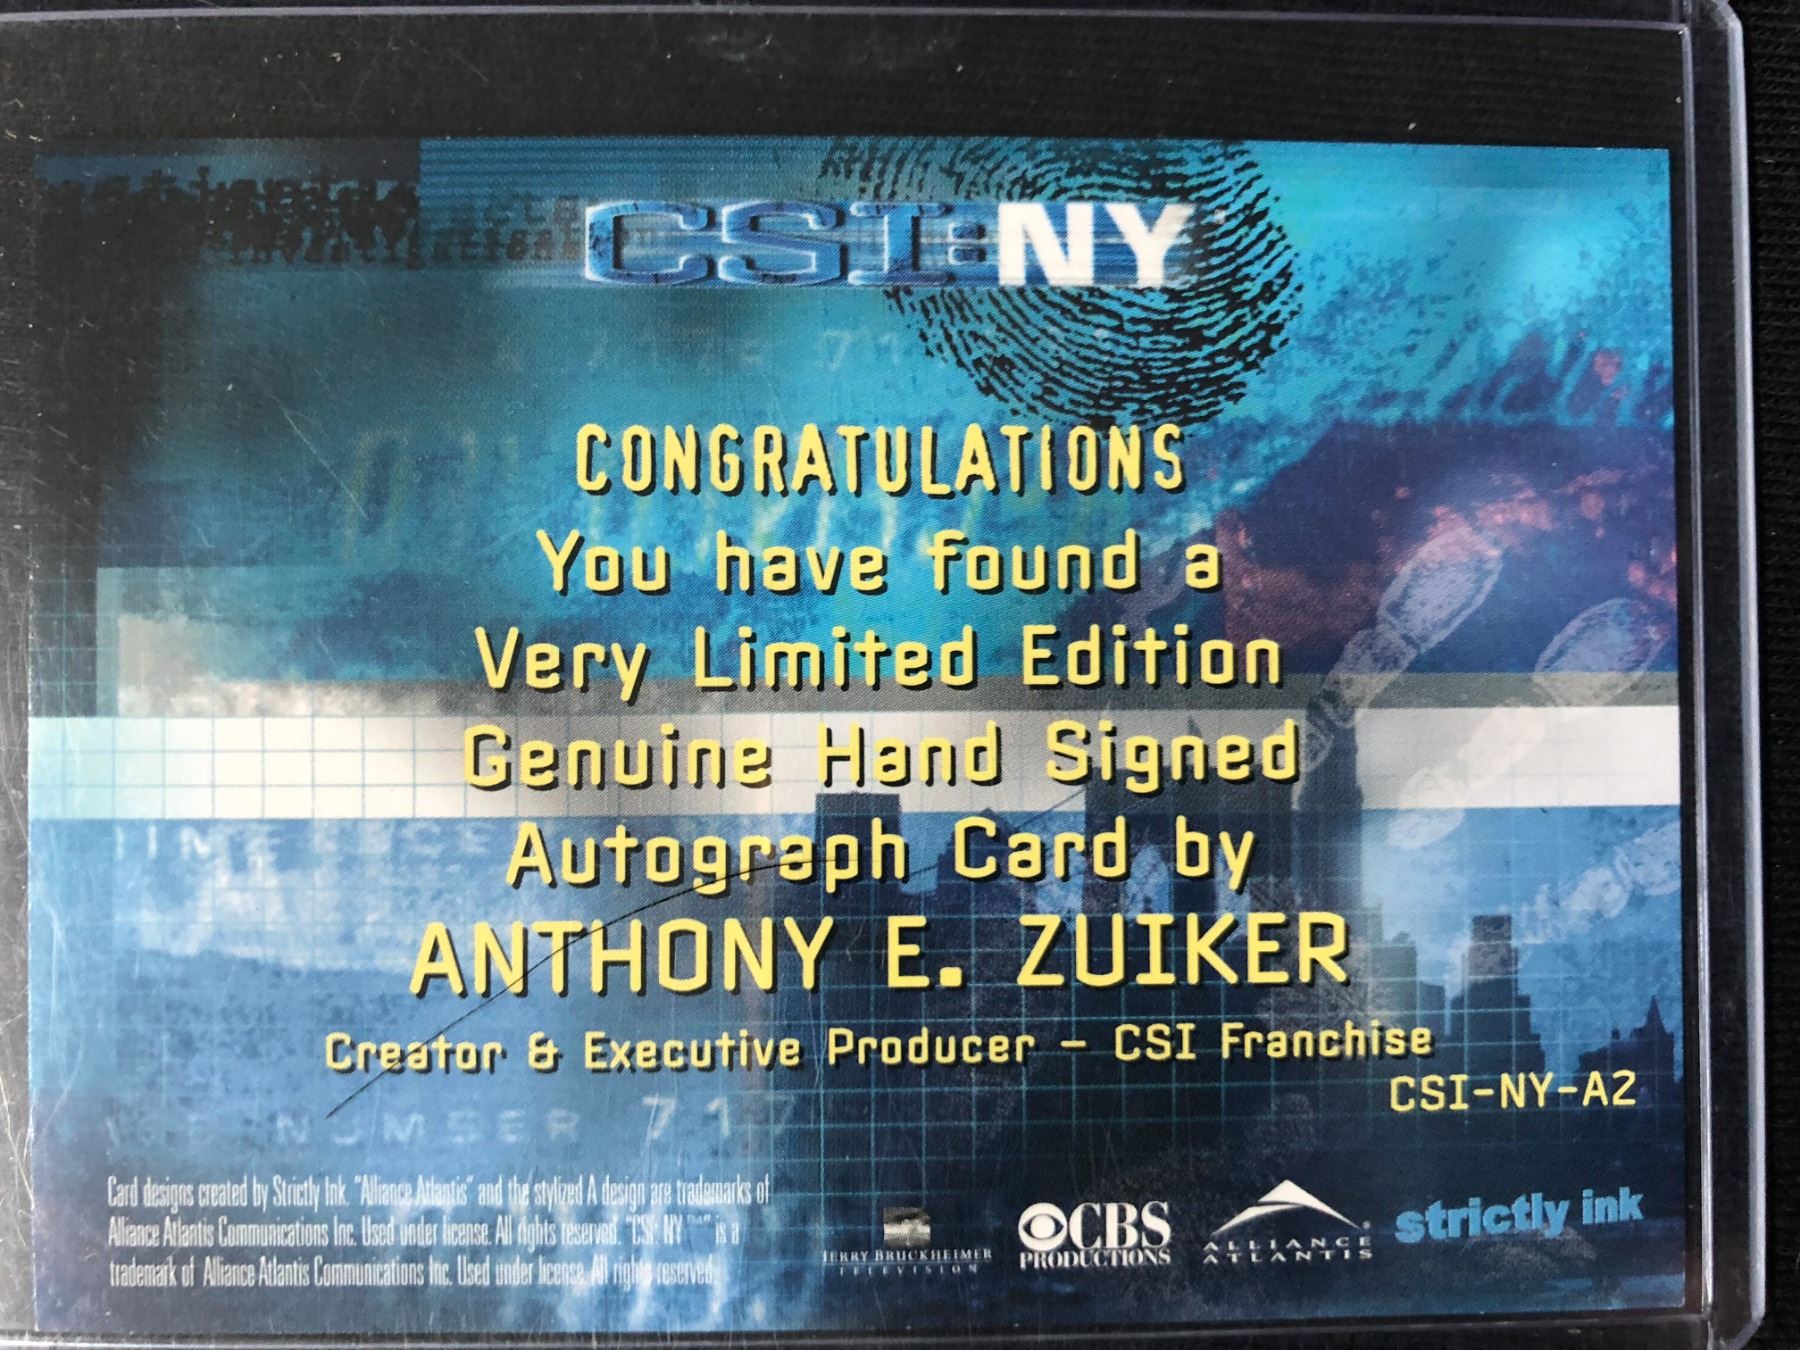 CSI:NY
CONGRATULATIONS
You have found a
Very Limited Edition
Genuine Hand Signed
Autograph Card by
ANTHONY E. ZUIKER
Creator & Executive Producer – CSI Franchise
CSI-NY-A2
NUMBER 717
Card designs created by Strictly Ink. "Alliance Atlantis" and the stylized A design are trademarks of
Alliance Atlantis Communications Inc. Used under license. All rights reserved. "CSI: NY ™" is a
trademark of Alliance Atlantis Communications Inc. Used under license. All rights reserved.
JERRY BRUCKHEIMER
TELEVISION
CBS
PRODUCTIONS
ALLIANCE
ATLANTIS
strictly ink